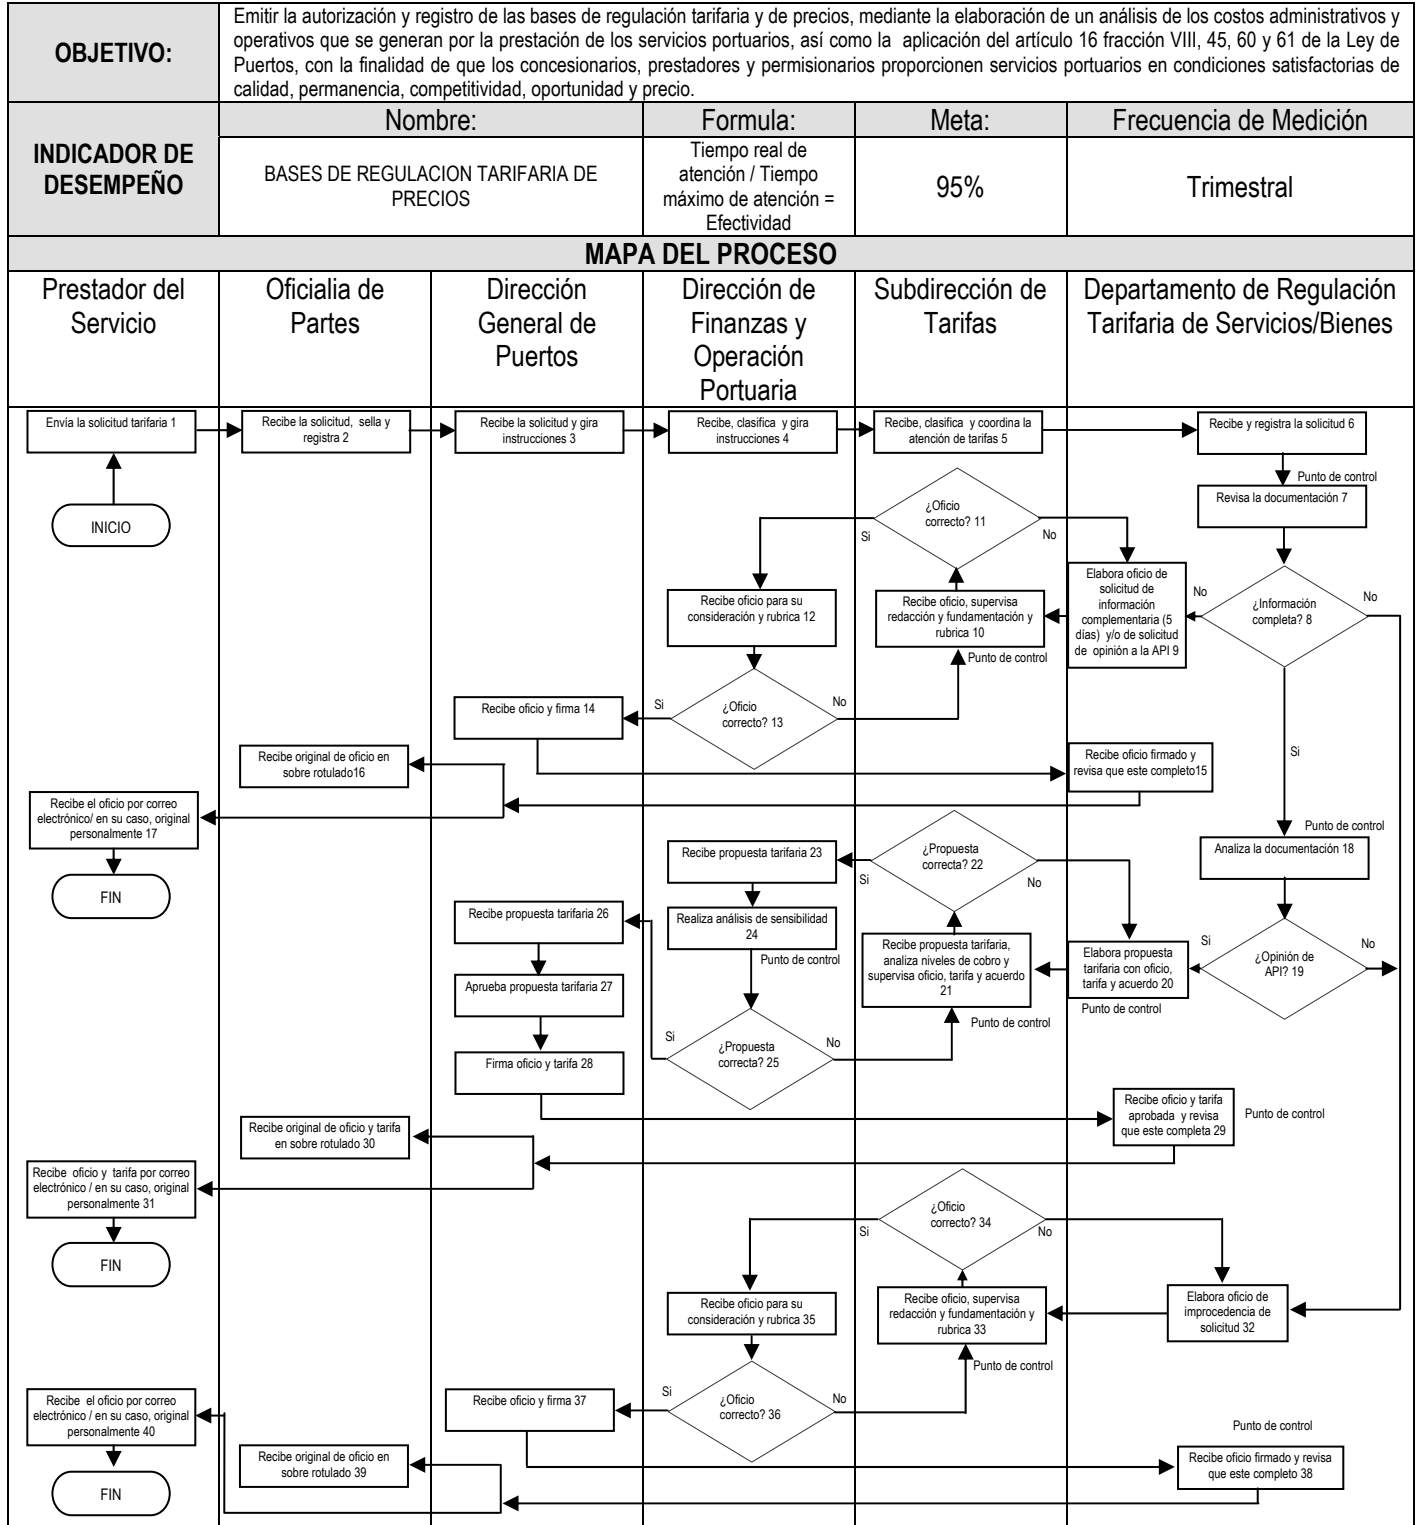 OBJETIVO:
Emitir la autorización y registro de las bases de regulación tarifaria y de precios, mediante la elaboración de un análisis de los costos administrativos y
operativos que se generan por la prestación de los servicios portuarios, así como la aplicación del artículo 16 fracción VIII, 45, 60 y 61 de la Ley de
Puertos, con la finalidad de que los concesionarios, prestadores y permisionarios proporcionen servicios portuarios en condiciones satisfactorias de
calidad, permanencia, competitividad, oportunidad y precio.
INDICADOR DE
DESEMPEÑO
Nombre:
Formula:
Meta:
Frecuencia de Medición
BASES DE REGULACION TARIFARIA DE
PRECIOS
Tiempo real de
atención / Tiempo
máximo de atención =
Efectividad
95%
Trimestral
MAPA DEL PROCESO
Prestador del
Servicio
Oficialia de
Partes
Dirección
General de
Puertos
Dirección de
Finanzas y
Operación
Portuaria
Subdirección de
Tarifas
Departamento de Regulación
Tarifaria de Servicios/Bienes
Envía la solicitud tarifaria 1
Recibe la solicitud, sella y
registra 2
Recibe la solicitud y gira
instrucciones 3
Recibe, clasifica y gira
instrucciones 4
Recibe, clasifica y coordina la
atención de tarifas 5
Recibe y registra la solicitud 6
Punto de control
Revisa la documentación 7
INICIO
¿Oficio
correcto? 11
Si
No
Elabora oficio de
solicitud de
información
complementaria (5
días) y/o de solicitud
de opinión a la API 9
No
¿Información
completa? 8
No
Recibe oficio para su
consideración y rubrica 12
Recibe oficio, supervisa
redacción y fundamentación y
rubrica 10
Punto de control
Recibe oficio y firma 14
Si
¿Oficio
correcto? 13
No
Si
Recibe original de oficio en
sobre rotulado16
Recibe oficio firmado y
revisa que este completo15
Recibe el oficio por correo
electrónico/ en su caso, original
personalmente 17
FIN
Punto de control
Analiza la documentación 18
Recibe propuesta tarifaria 23
Si
¿Propuesta
correcta? 22
No
Recibe propuesta tarifaria 26
Realiza análisis de sensibilidad
24
Punto de control
Recibe propuesta tarifaria,
analiza niveles de cobro y
supervisa oficio, tarifa y acuerdo
21
Punto de control
Elabora propuesta
tarifaria con oficio,
tarifa y acuerdo 20
Punto de control
Si
¿Opinión de
API? 19
No
Aprueba propuesta tarifaria 27
Si
¿Propuesta
correcta? 25
No
Firma oficio y tarifa 28
Recibe oficio y tarifa
aprobada y revisa
que este completa 29
Punto de control
Recibe original de oficio y tarifa
en sobre rotulado 30
Recibe oficio y tarifa por correo
electrónico / en su caso, original
personalmente 31
FIN
¿Oficio
correcto? 34
Si
No
Recibe oficio para su
consideración y rubrica 35
Recibe oficio, supervisa
redacción y fundamentación y
rubrica 33
Punto de control
Elabora oficio de
improcedencia de
solicitud 32
Recibe oficio y firma 37
Si
¿Oficio
correcto? 36
No
Recibe el oficio por correo
electrónico / en su caso, original
personalmente 40
Recibe original de oficio en
sobre rotulado 39
Punto de control
Recibe oficio firmado y revisa
que este completo 38
FIN